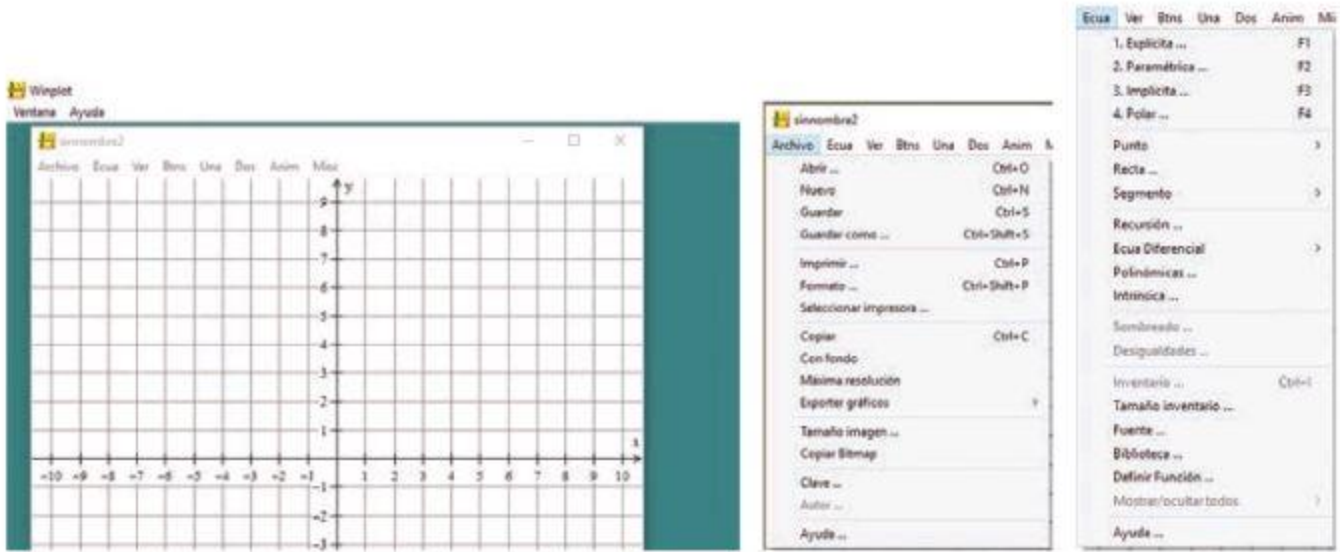 Winplot
Ventana Ayuda
sinnombre2
Archivo Ecua Ver Btns Una Dos Anim Misc
y
9
8
7
6
5
4
3
2
1
x
-10 -9 -8 -7 -6 -5 -4 -3 -2 -1 1 2 3 4 5 6 7 8 9 10
-1
-2
-3
sinnombre2
Archivo Ecua Ver Btns Una Dos Anim M
Abrir ... Ctrl+O
Nuevo Ctrl+N
Guardar Ctrl+S
Guardar como ... Ctrl+Shift+S
Imprimir ... Ctrl+P
Formato ... Ctrl+Shift+P
Seleccionar impresora ...
Copiar Ctrl+C
Con fondo
Máxima resolución
Exportar gráficos
Tamaño imagen ...
Copiar Bitmap
Clave ...
Autor ...
Ayuda ...
Ecua Ver Btns Una Dos Anim Mi
1. Explícita ... F1
2. Paramétrica ... F2
3. Implícita ... F3
4. Polar ... F4
Punto
Recta ...
Segmento
Recursión ...
Ecua Diferencial
Polinómicas ...
Intrínsica ...
Sombreado ...
Desigualdades ...
Inventario ... Ctrl+I
Tamaño inventario ...
Fuente ...
Biblioteca ...
Definir Función ...
Mostrar/ocultar todos
Ayuda ...